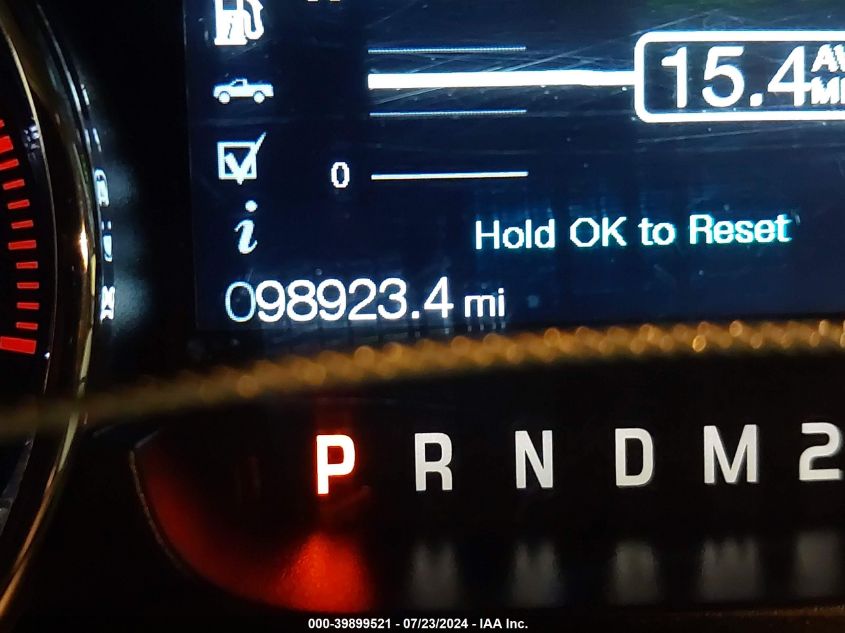 15.4
0
Hold OK to Reset
098923.4 mi
P R N D M 2
000-39899521 - 07/23/2024 - IAA Inc.